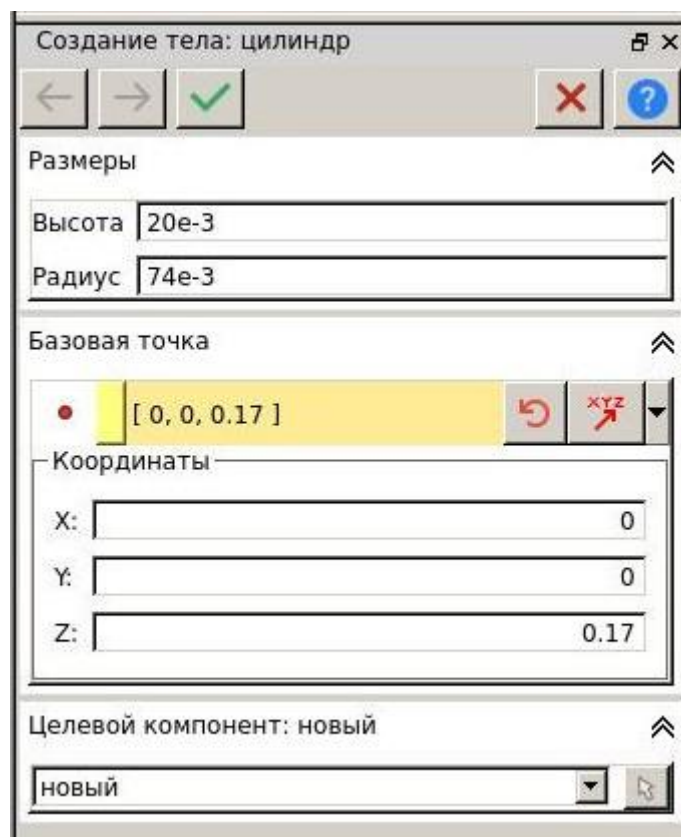 Создание тела: цилиндр
?
Размеры
Высота 20e-3
Радиус 74e-3
Базовая точка
[ 0, 0, 0.17 ] XYZ
Координаты
X: 0
Y: 0
Z: 0.17
Целевой компонент: новый
новый